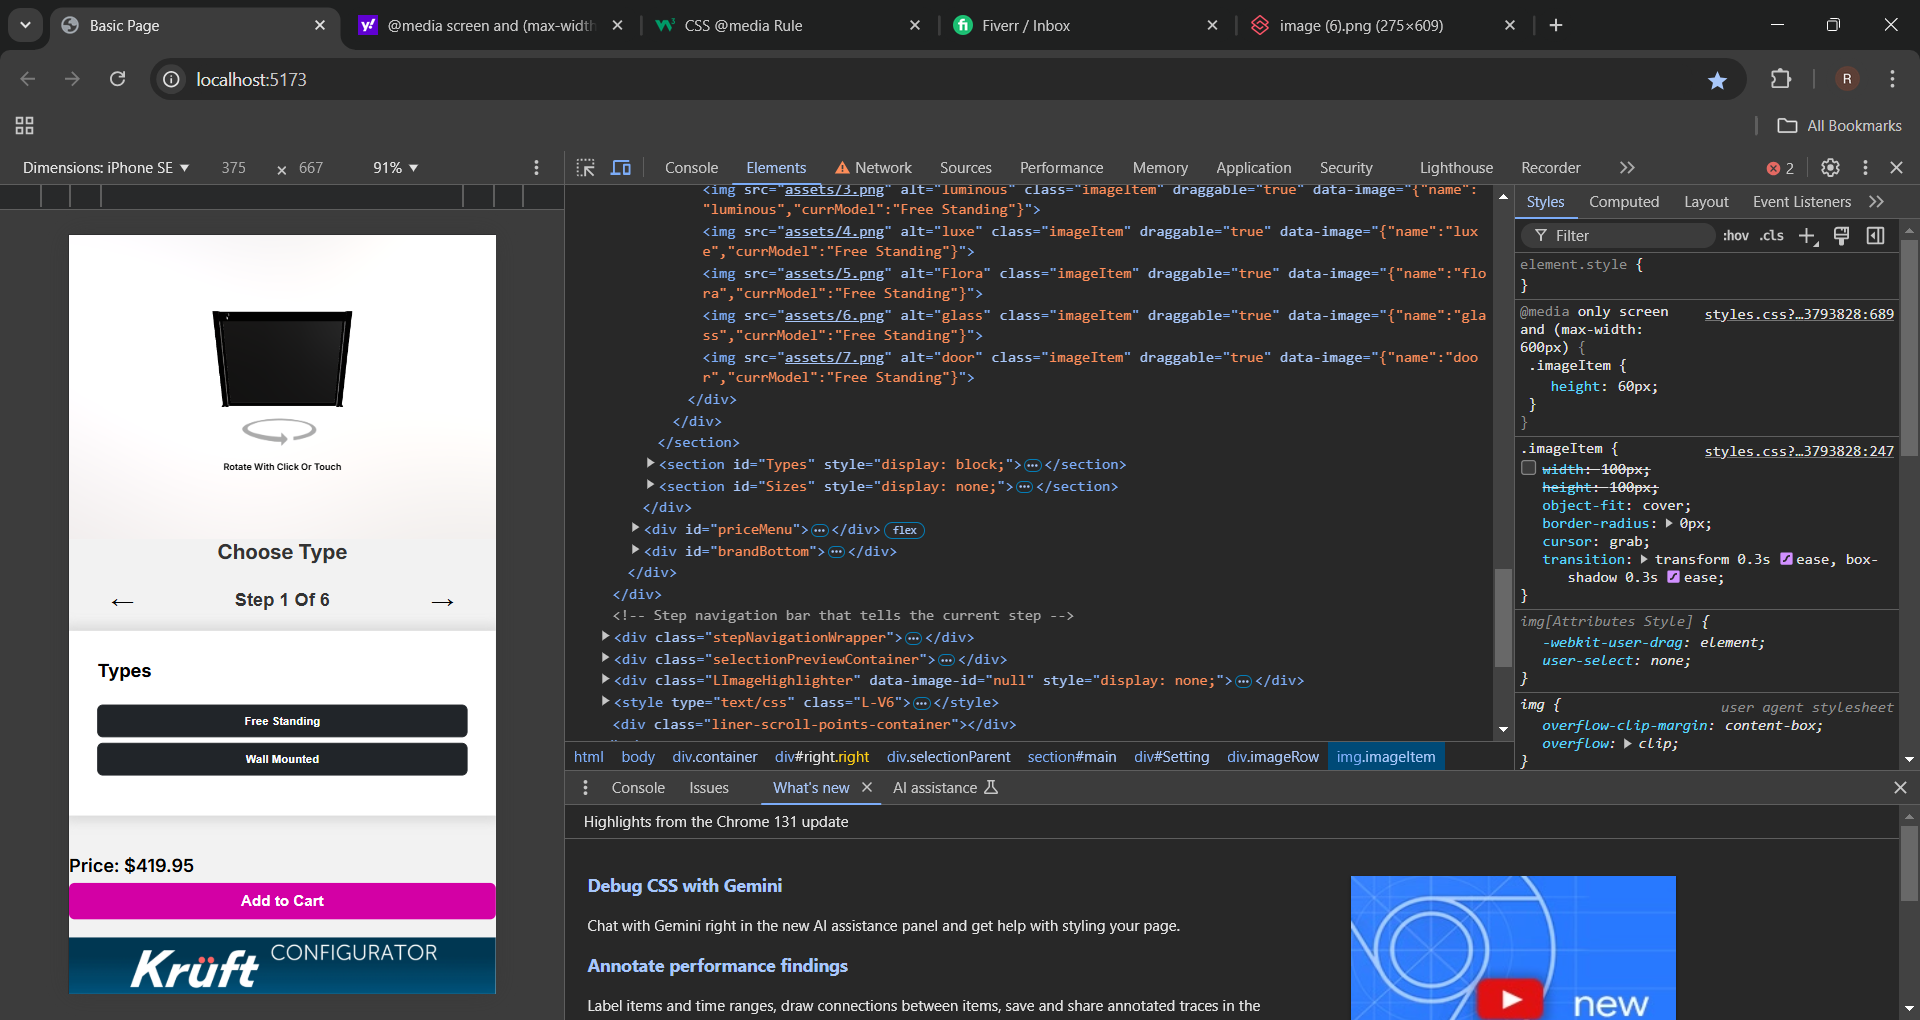 Basic Page
@media screen and (max-width
CSS @media Rule
Fiverr / Inbox
image (6).png (275×609)
localhost:5173
R
All Bookmarks
Dimensions: iPhone SE
375 × 667
91%
Console Elements Network Sources Performance Memory Application Security Lighthouse Recorder
2
<img src="assets/3.png" alt="luminous" class="imageItem" draggable="true" data-image="{"name":
"luminous","currModel":"Free Standing"}">
<img src="assets/4.png" alt="luxe" class="imageItem" draggable="true" data-image="{"name":"lux
e","currModel":"Free Standing"}">
<img src="assets/5.png" alt="Flora" class="imageItem" draggable="true" data-image="{"name":"flo
ra","currModel":"Free Standing"}">
<img src="assets/6.png" alt="glass" class="imageItem" draggable="true" data-image="{"name":"gla
ss","currModel":"Free Standing"}">
<img src="assets/7.png" alt="door" class="imageItem" draggable="true" data-image="{"name":"doo
r","currModel":"Free Standing"}">
</div>
</div>
</section>
<section id="Types" style="display: block;">…</section>
<section id="Sizes" style="display: none;">…</section>
</div>
<div id="priceMenu">…</div> flex
<div id="brandBottom">…</div>
</div>
</div>
<!-- Step navigation bar that tells the current step -->
<div class="stepNavigationWrapper">…</div>
<div class="selectionPreviewContainer">…</div>
<div class="LImageHighlighter" data-image-id="null" style="display: none;">…</div>
<style type="text/css" class="L-V6">…</style>
<div class="liner-scroll-points-container"></div>
html body div.container div#right.right div.selectionParent section#main div#Setting div.imageRow img.imageItem
Styles Computed Layout Event Listeners
Filter
:hov .cls
element.style {
}
@media only screen styles.css?…3793828:689
and (max-width:
600px) {
.imageItem {
height: 60px;
}
}
.imageItem { styles.css?…3793828:247
width: 100px;
height: 100px;
object-fit: cover;
border-radius: 0px;
cursor: grab;
transition: transform 0.3s ease, box-
shadow 0.3s ease;
}
img[Attributes Style] {
-webkit-user-drag: element;
user-select: none;
}
img { user agent stylesheet
overflow-clip-margin: content-box;
overflow: clip;
}
Console Issues What's new AI assistance
Highlights from the Chrome 131 update
Debug CSS with Gemini
Chat with Gemini right in the new AI assistance panel and get help with styling your page.
Annotate performance findings
Label items and time ranges, draw connections between items, save and share annotated traces in the
new
Rotate With Click Or Touch
Choose Type
← Step 1 Of 6 →
Types
Free Standing
Wall Mounted
Price: $419.95
Add to Cart
Krüft CONFIGURATOR